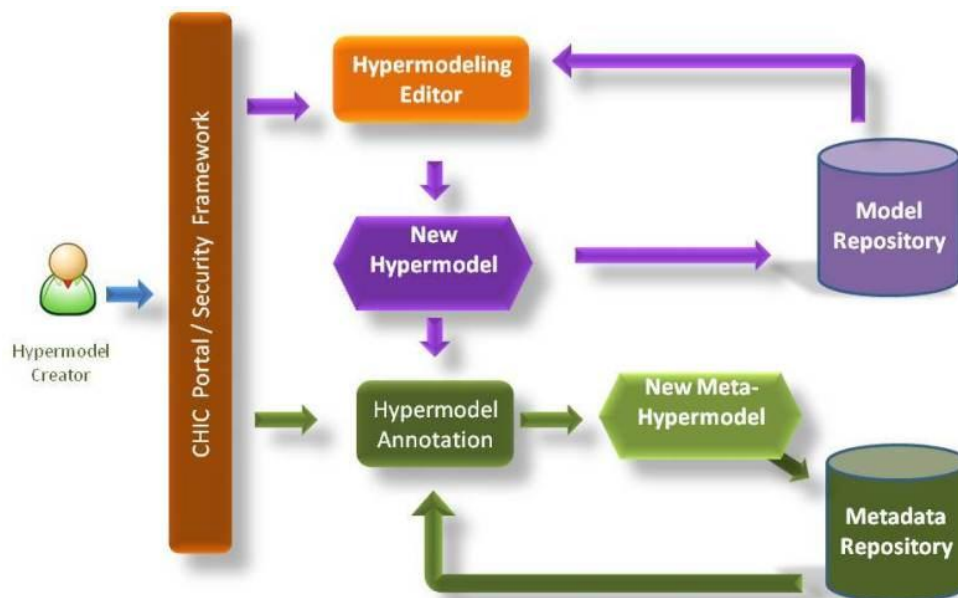 Hypermodeling
Editor
CHIC Portal / Security Framework
New
Hypermodel
Model
Repository
Hypermodel
Creator
Hypermodel
Annotation
New Meta-
Hypermodel
Metadata
Repository